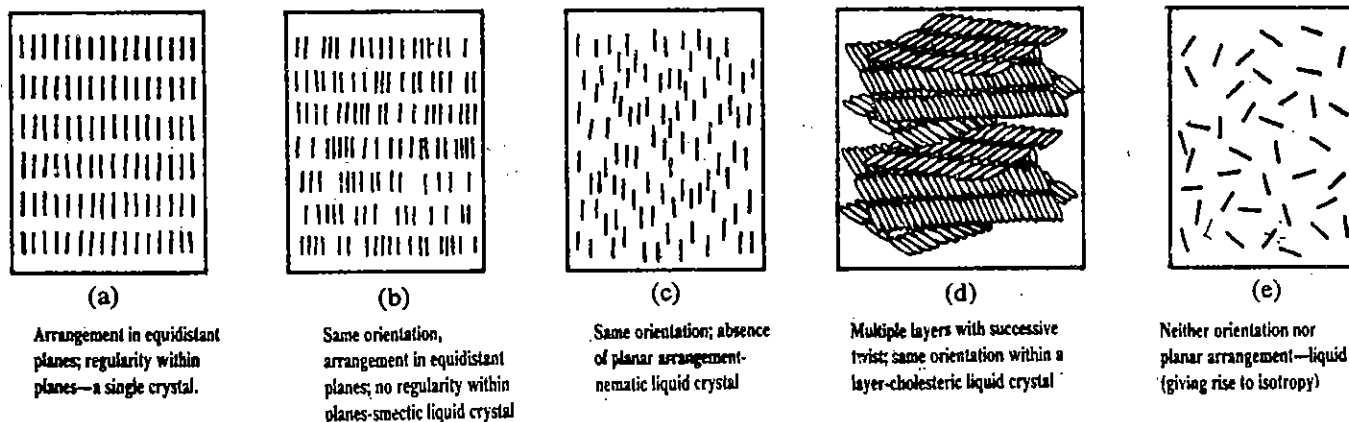 (a)
Arrangement in equidistant
planes; regularity within
planes—a single crystal.
(b)
Same orientation,
arrangement in equidistant
planes; no regularity within
planes-smectic liquid crystal
(c)
Same orientation; absence
of planar arrangement-
nematic liquid crystal
(d)
Multiple layers with successive
twist; same orientation within a
layer-cholesteric liquid crystal
(e)
Neither orientation nor
planar arrangement—liquid
(giving rise to isotropy)